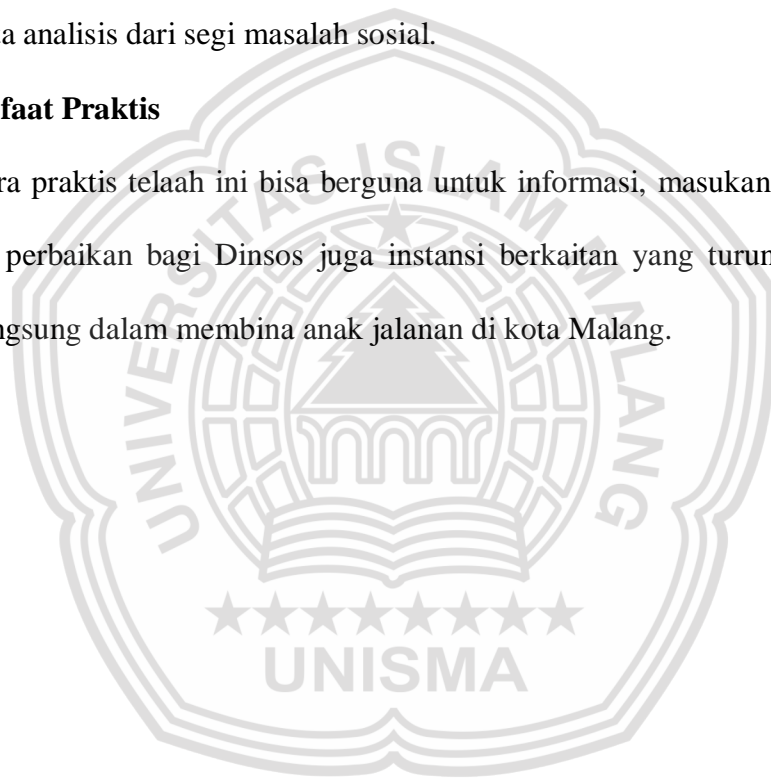 a analisis dari segi masalah sosial.
faat Praktis
ra praktis telaah ini bisa berguna untuk informasi, masukan
perbaikan bagi Dinsos juga instansi berkaitan yang turun
ngsung dalam membina anak jalanan di kota Malang.
UNIVERSITAS ISLAM MALANG
UNISMA